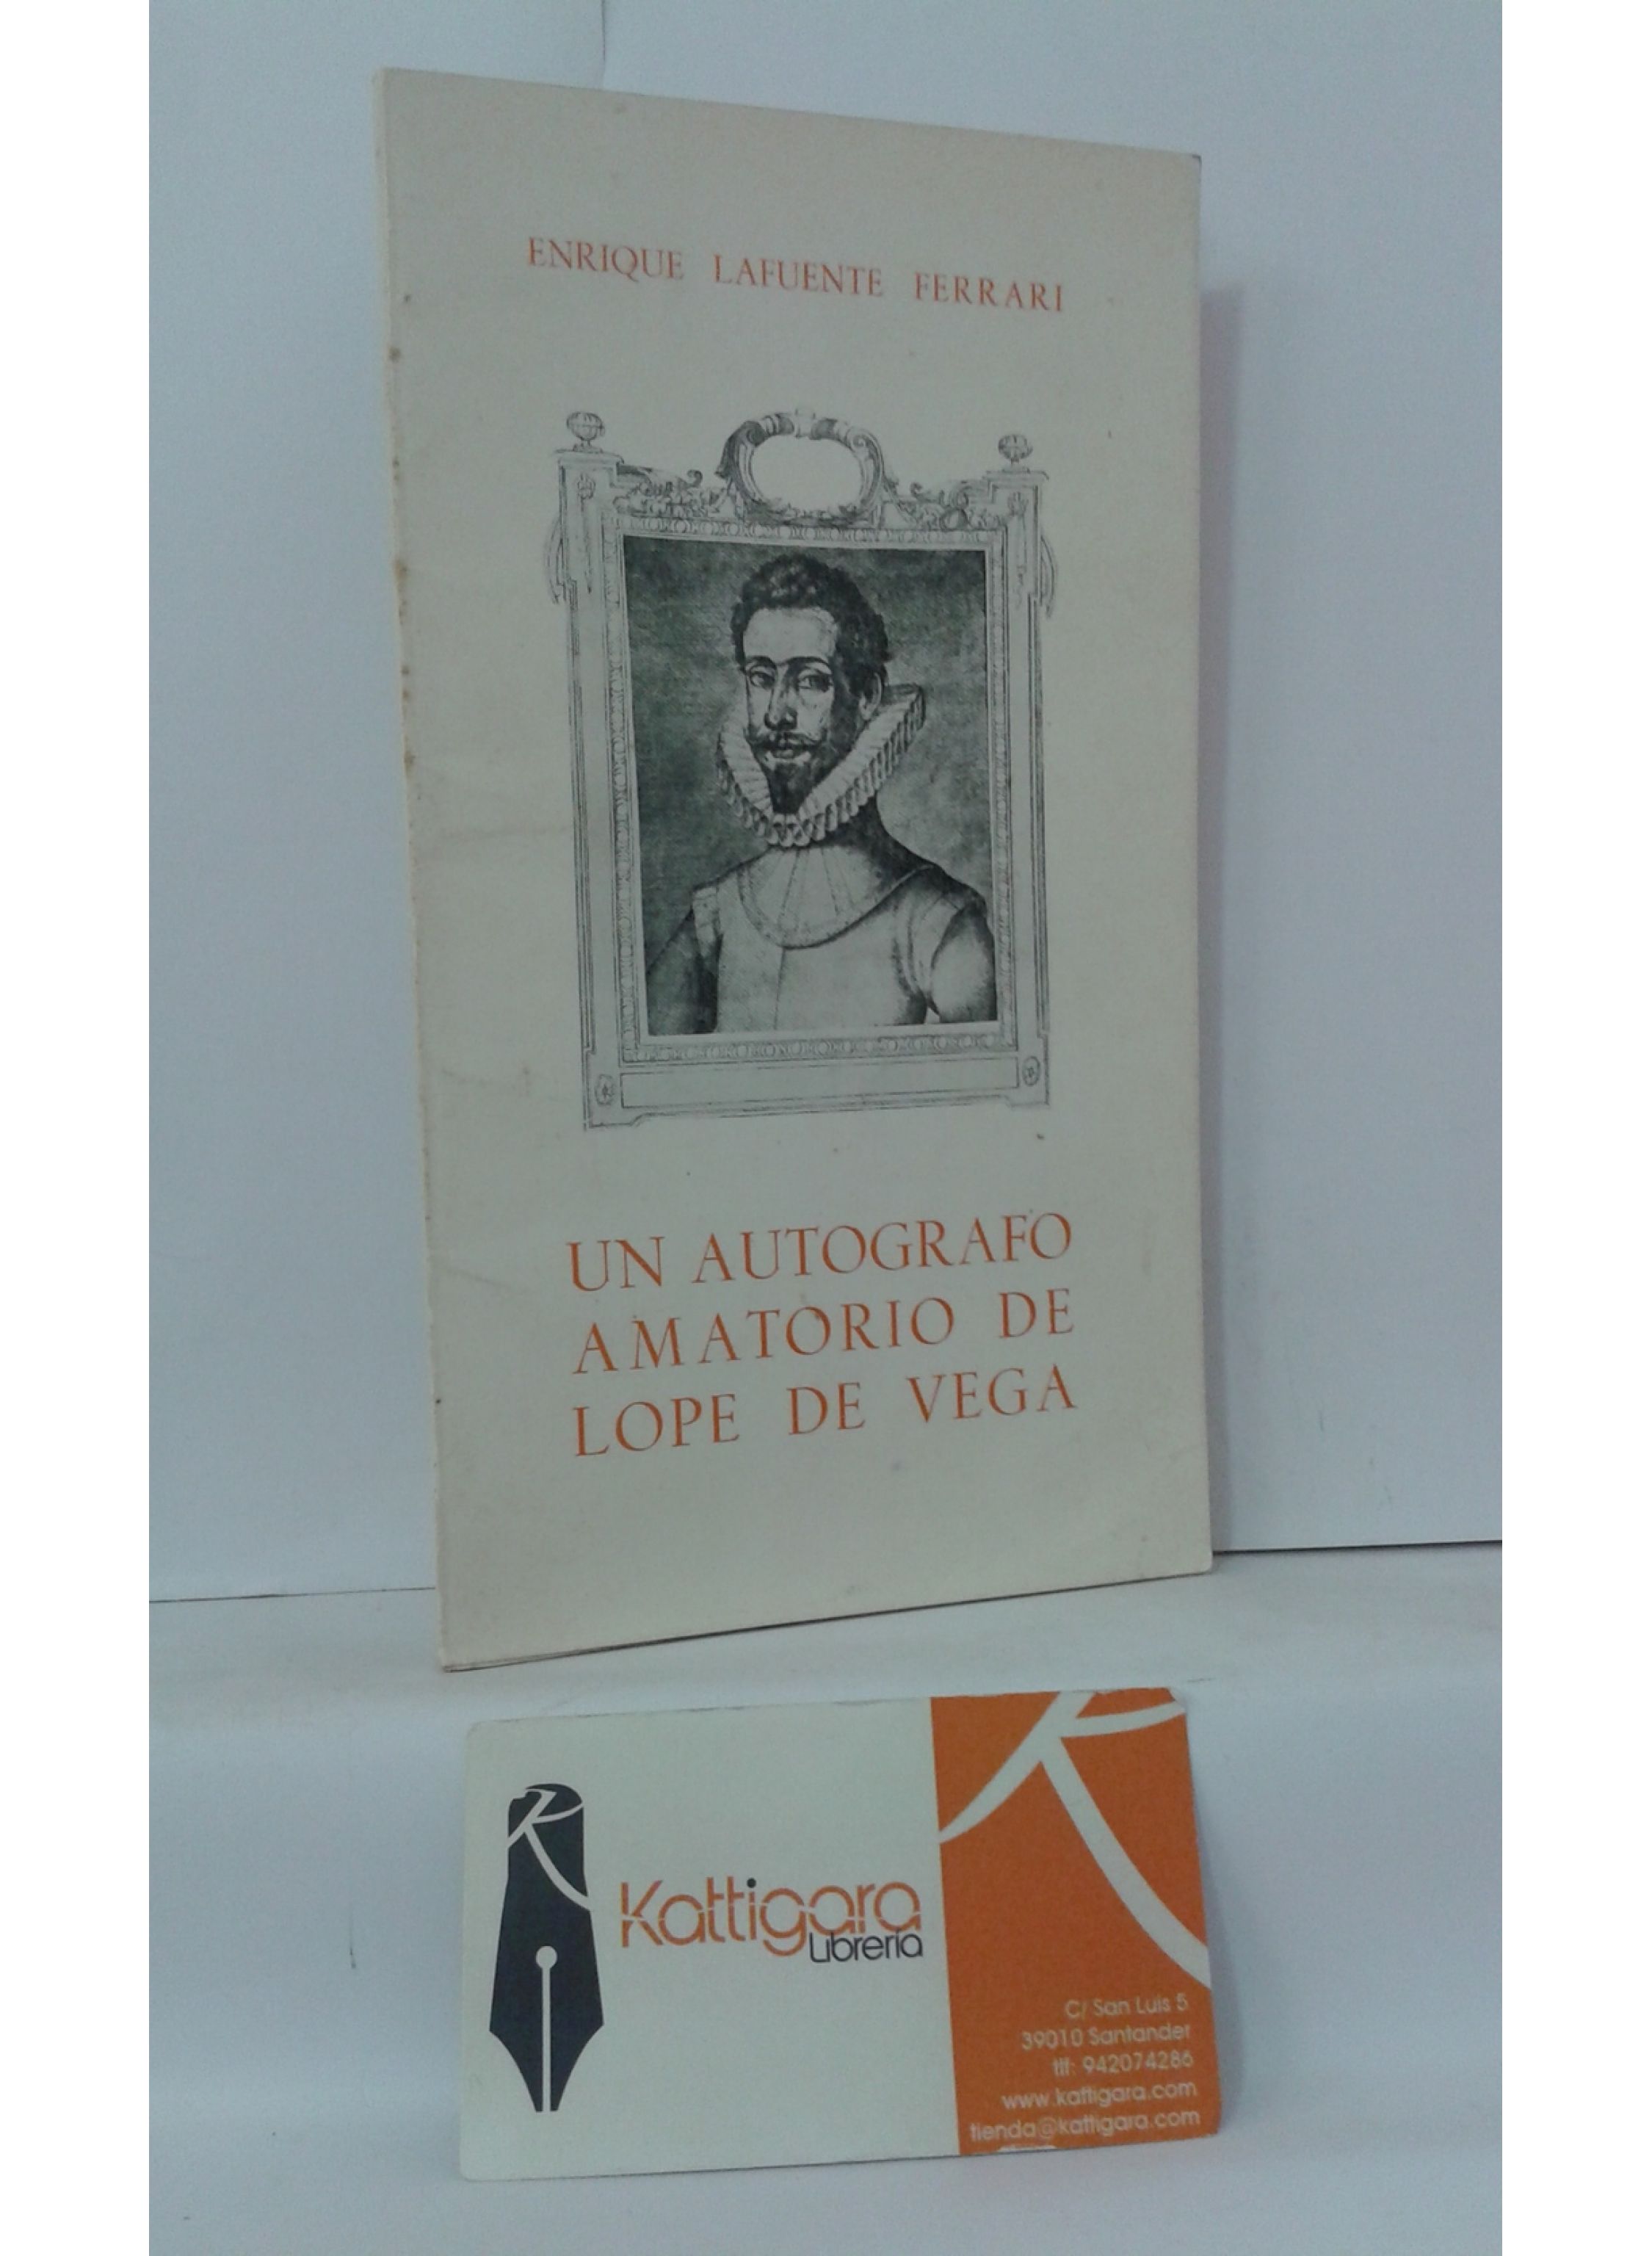 ENRIQUE LAFUENTE FERRARI
UN AUTOGRAFO
AMATORIO DE
LOPE DE VEGA
K
Kattigara
Librería
K
C/ San Luis 5
39010 Santander
tlf: 942074286
www.kattigara.com
tienda@kattigara.com